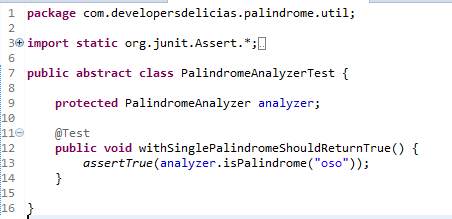 1 package com.developersdelicias.palindrome.util;
2
3 import static org.junit.Assert.*;
6
7 public abstract class PalindromeAnalyzerTest {
8
9 protected PalindromeAnalyzer analyzer;
10
11 @Test
12 public void withSinglePalindromeShouldReturnTrue() {
13 assertTrue(analyzer.isPalindrome("oso"));
14 }
15
16 }